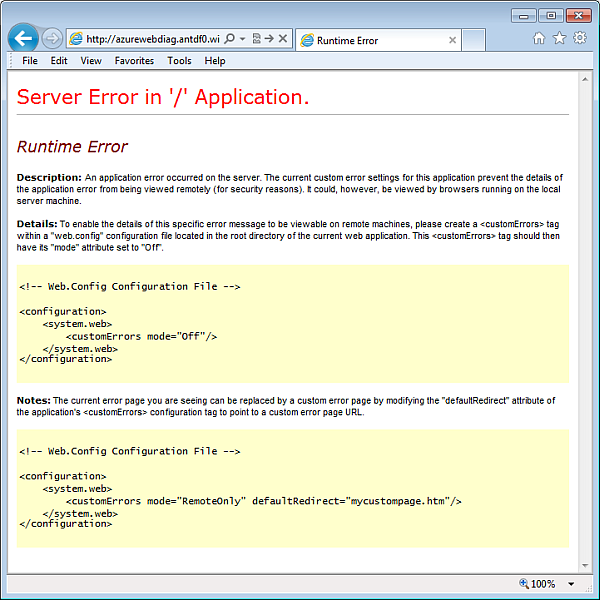 http://azurewebdiag.antdf0.wi
Runtime Error
File Edit View Favorites Tools Help
Server Error in '/' Application.
Runtime Error
Description: An application error occurred on the server. The current custom error settings for this application prevent the details of
the application error from being viewed remotely (for security reasons). It could, however, be viewed by browsers running on the local
server machine.
Details: To enable the details of this specific error message to be viewable on remote machines, please create a <customErrors> tag
within a "web.config" configuration file located in the root directory of the current web application. This <customErrors> tag should then
have its "mode" attribute set to "Off".
<!-- Web.Config Configuration File -->
<configuration>
    <system.web>
        <customErrors mode="Off"/>
    </system.web>
</configuration>
Notes: The current error page you are seeing can be replaced by a custom error page by modifying the "defaultRedirect" attribute of
the application's <customErrors> configuration tag to point to a custom error page URL.
<!-- Web.Config Configuration File -->
<configuration>
    <system.web>
        <customErrors mode="RemoteOnly" defaultRedirect="mycustompage.htm"/>
    </system.web>
</configuration>
100%